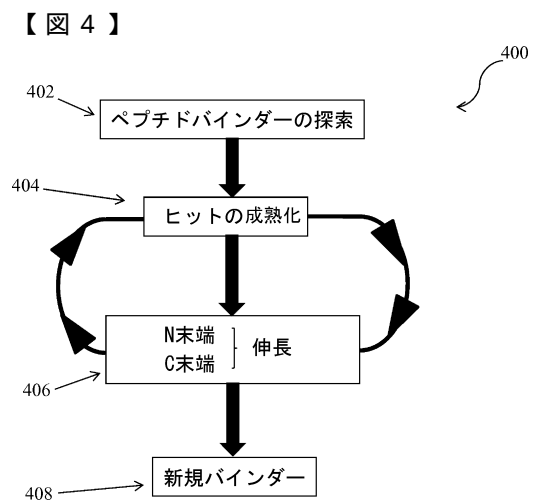 【図４】
400
402
ペプチドバインダーの探索
404
ヒットの成熟化
N末端
C末端
伸長
406
新規バインダー
408